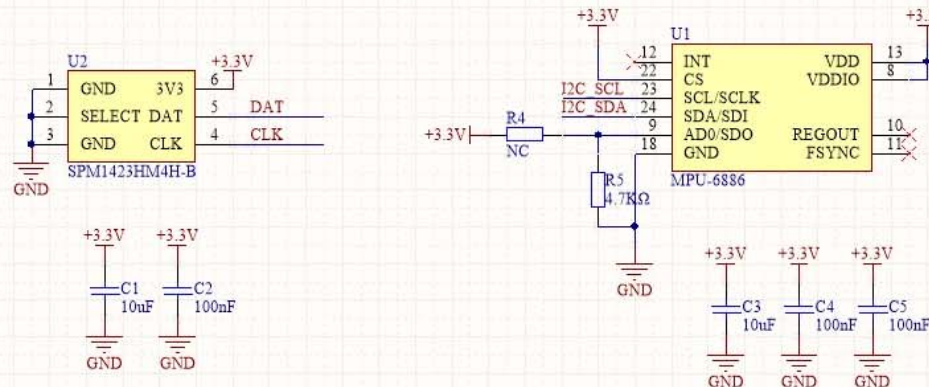 U2
+3.3V
1 GND 3V3 6
2 SELECT DAT 5 DAT
3 GND CLK 4 CLK
SPM1423HM4H-B
GND
+3.3V
+3.3V
C1
10uF
C2
100nF
GND
GND
+3.3V
U1
12 INT VDD 13
22 CS VDDIO 8
I2C_SCL 23 SCL/SCLK
I2C_SDA 24 SDA/SDI
9 AD0/SDO REGOUT 10
18 GND FSYNC 11
MPU-6886
+3.3V
R4
NC
R5
4.7KΩ
GND
+3.3V
+3.3V
+3.3V
C3
10uF
C4
100nF
C5
100nF
GND
GND
GND